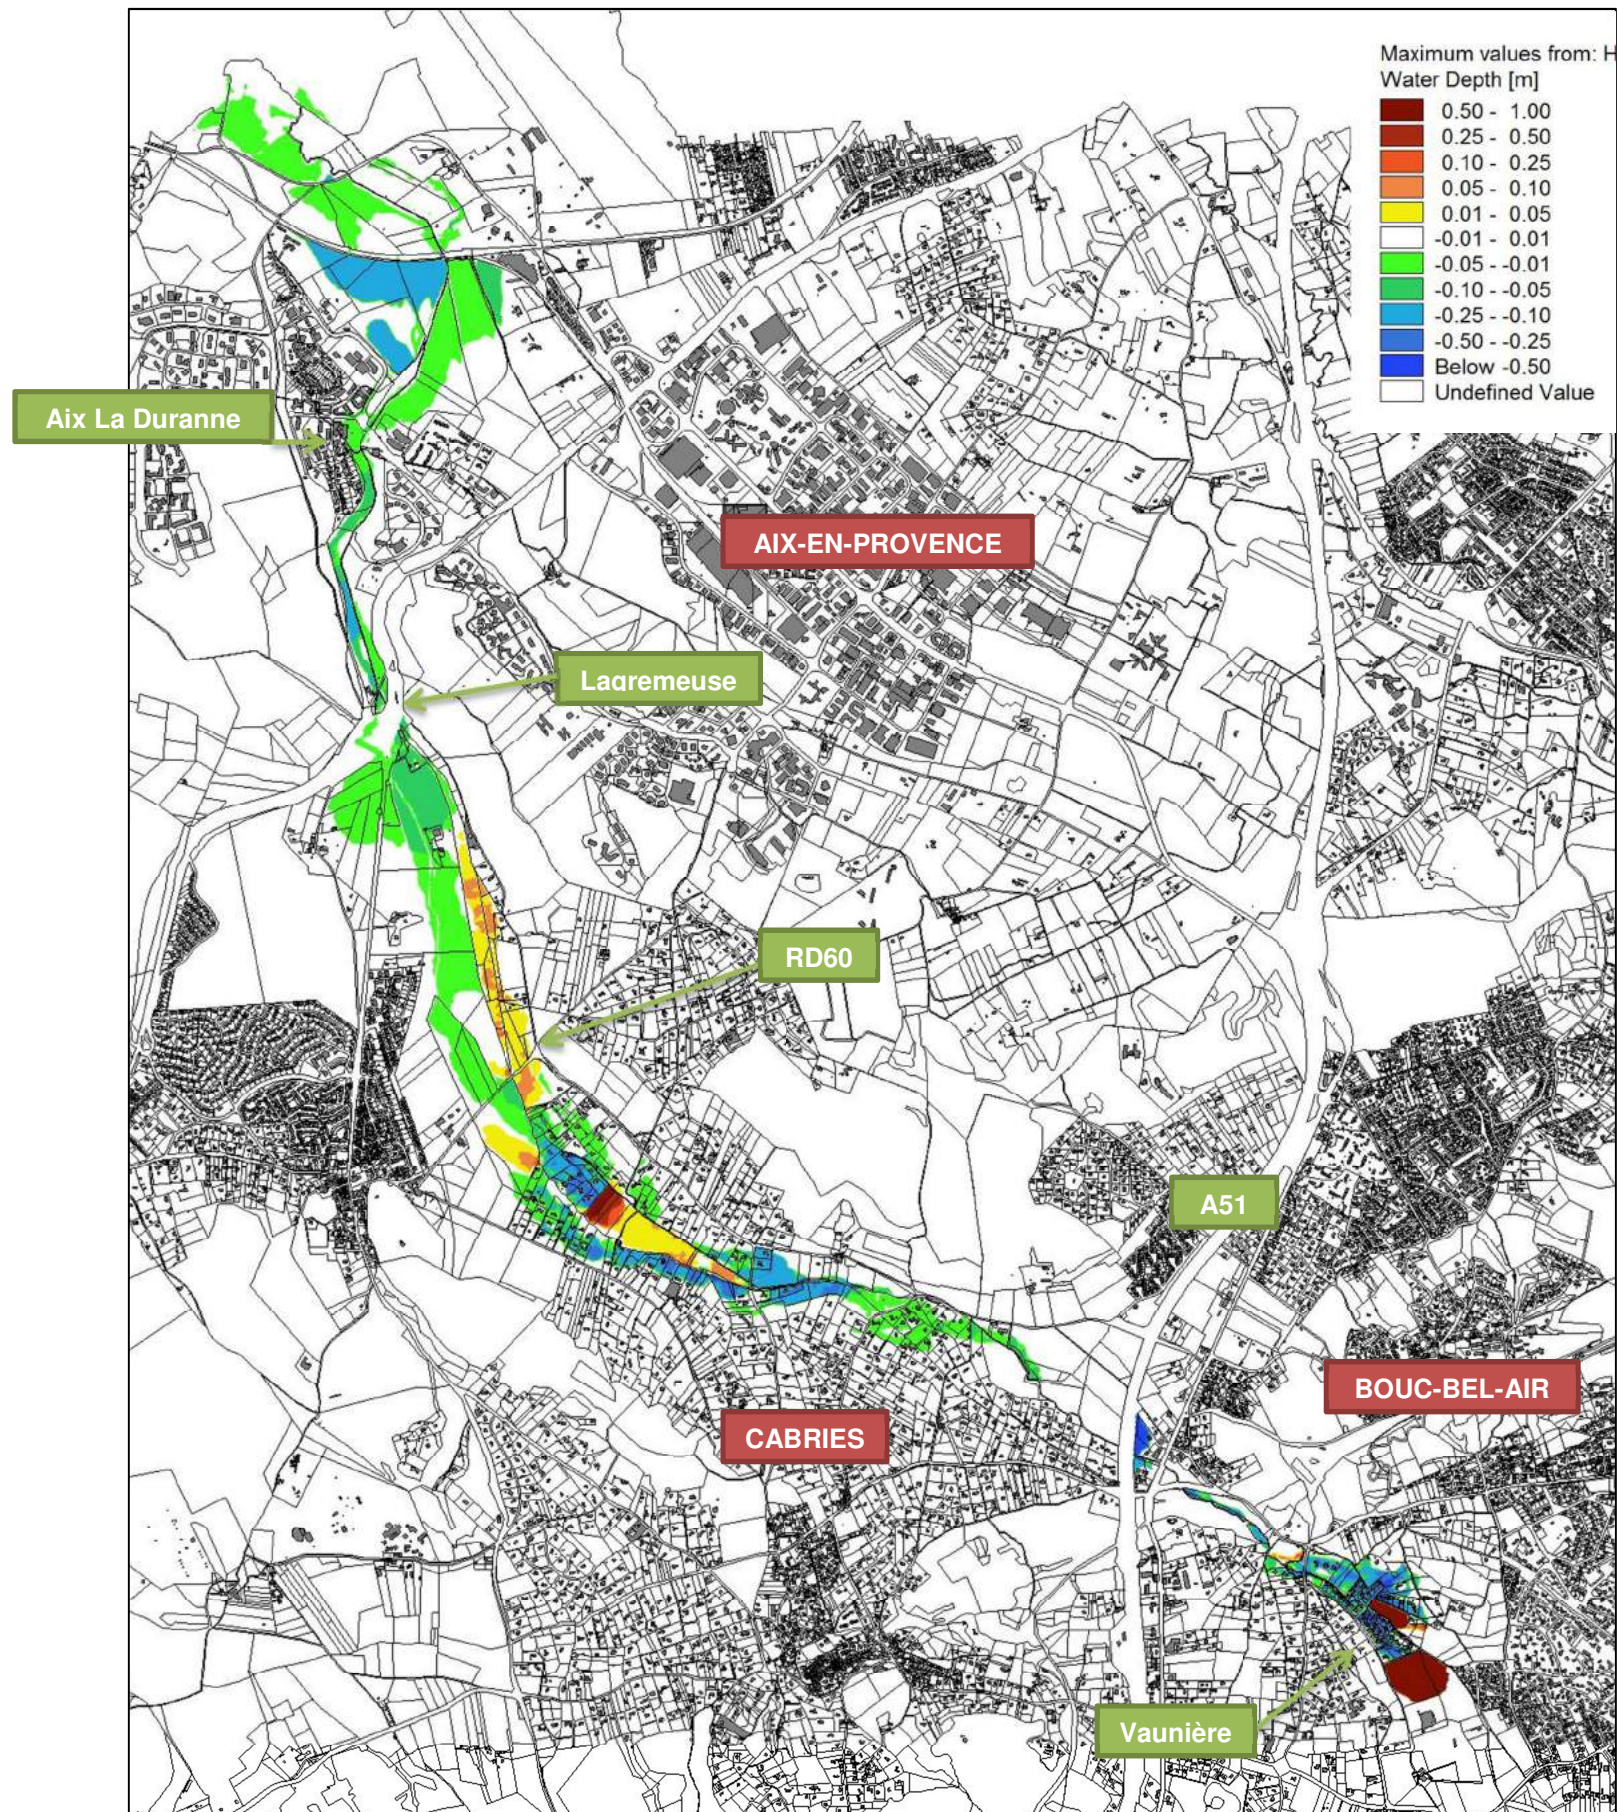 Maximum values from: H
Water Depth [m]
0.50 - 1.00
0.25 - 0.50
0.10 - 0.25
0.05 - 0.10
0.01 - 0.05
-0.01 - 0.01
-0.05 - -0.01
-0.10 - -0.05
-0.25 - -0.10
-0.50 - -0.25
Below -0.50
Undefined Value
Aix La Duranne
AIX-EN-PROVENCE
Lagremeuse
RD60
A51
BOUC-BEL-AIR
CABRIES
Vaunière